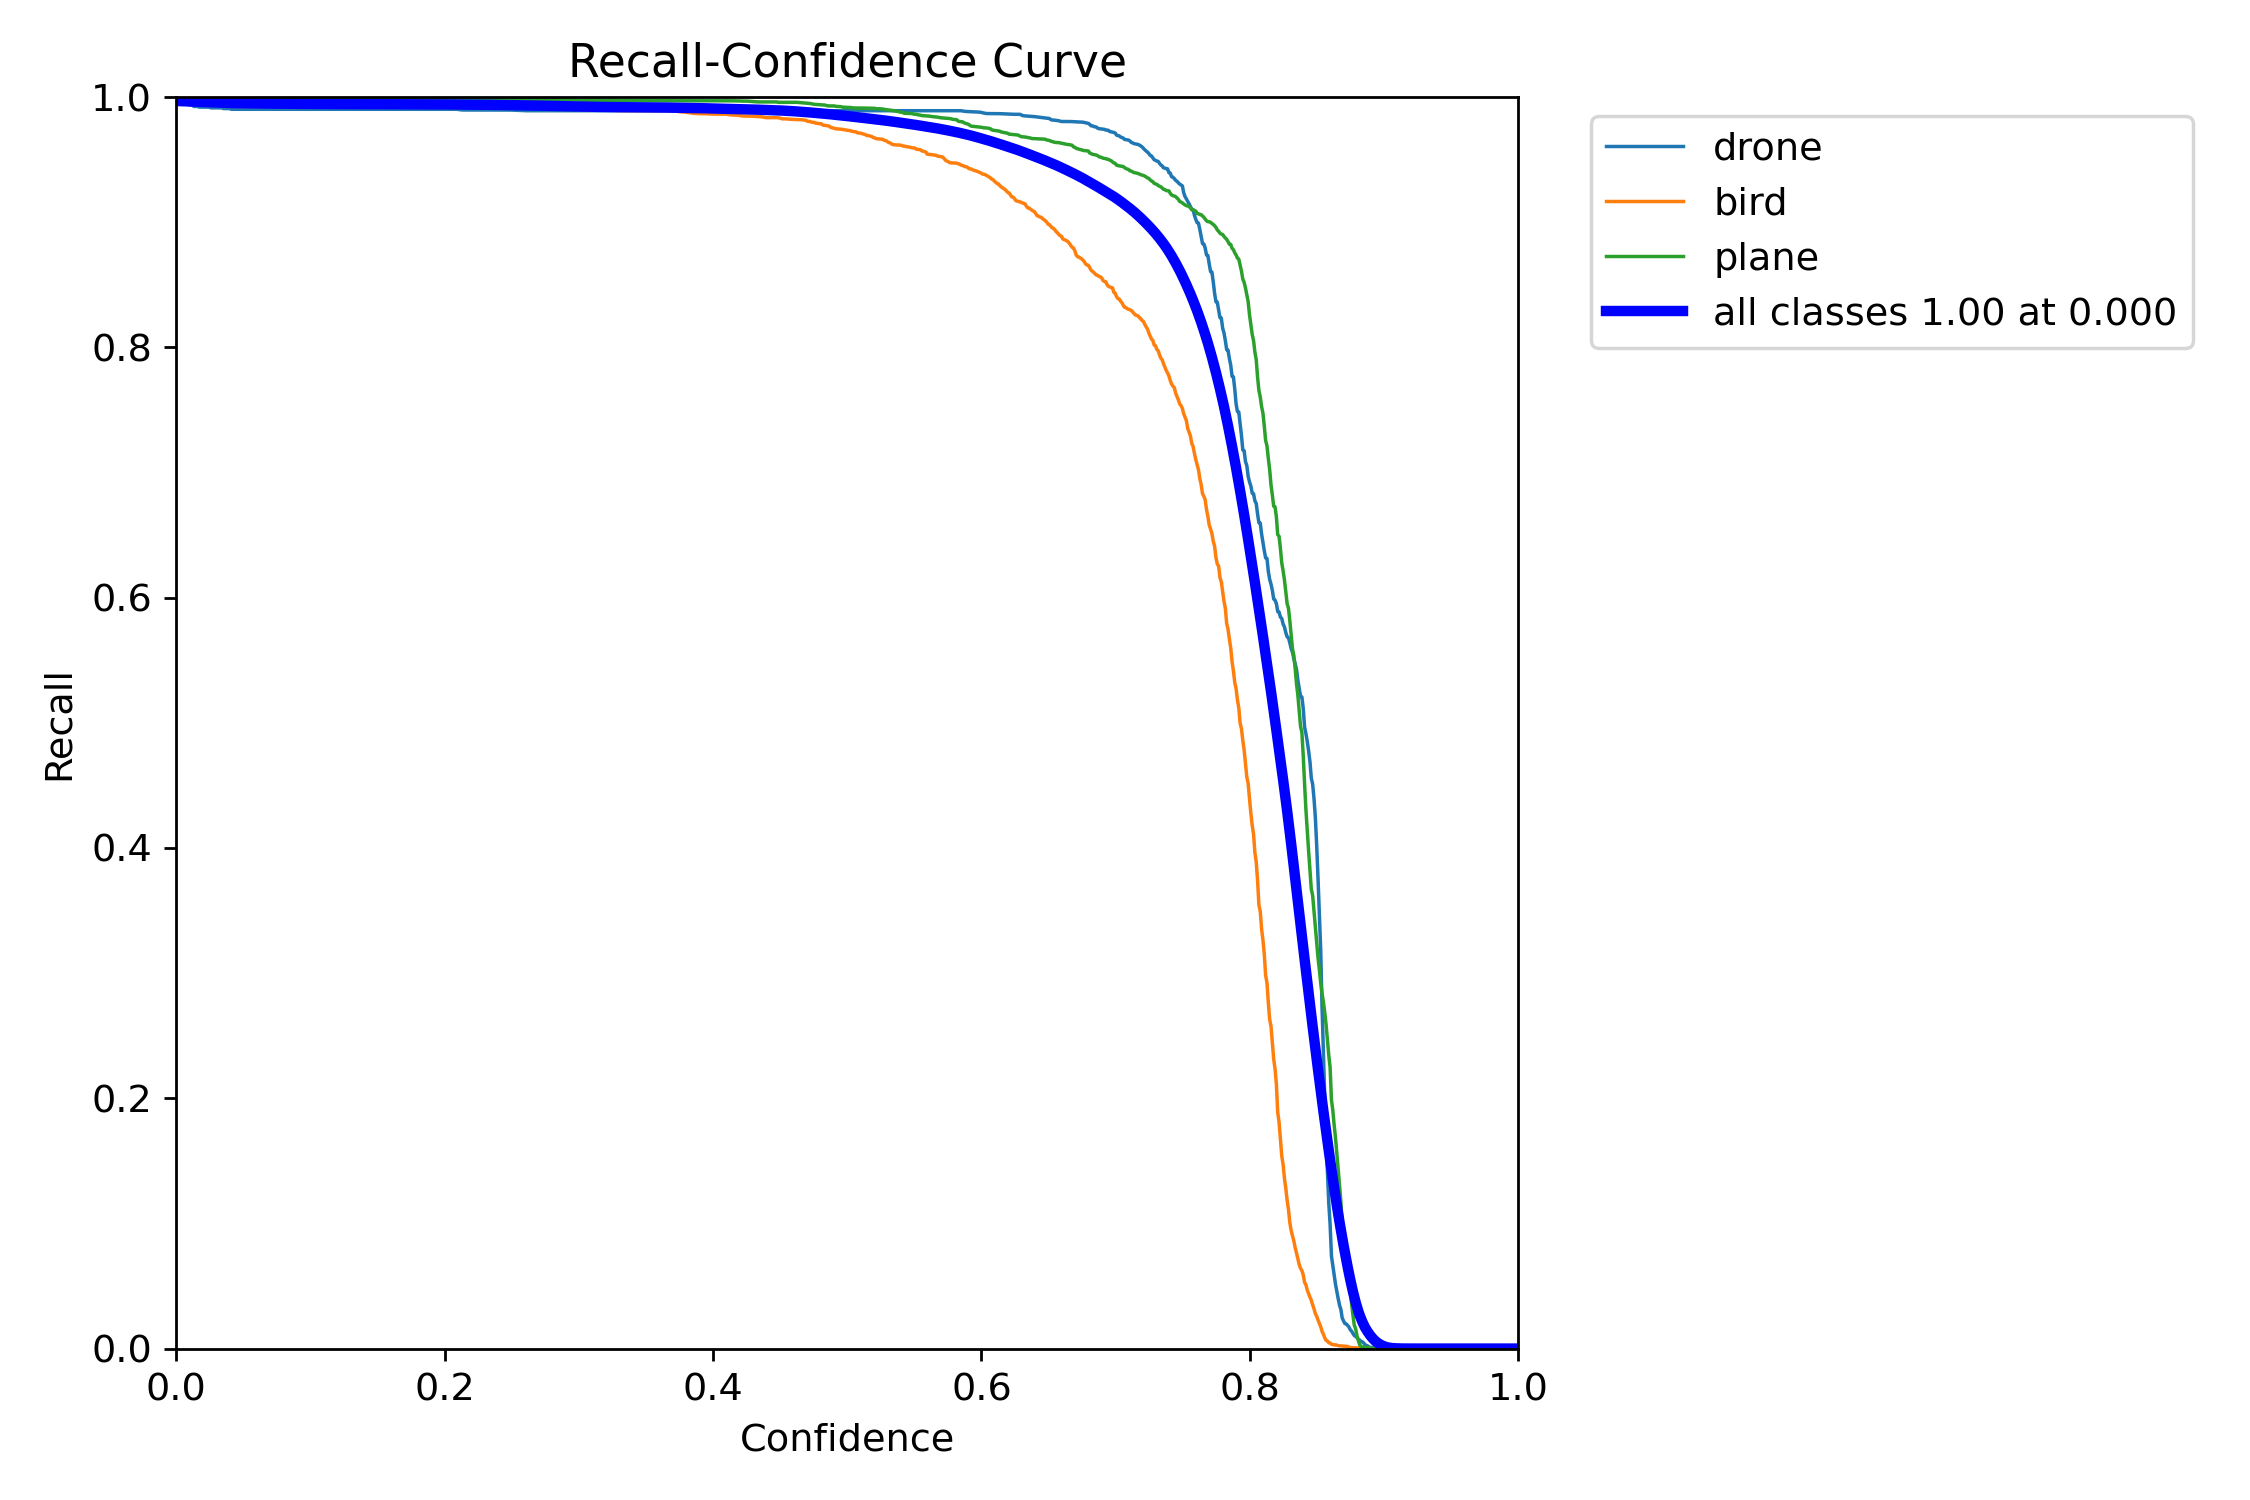 Recall-Confidence Curve
1.0
0.8
0.6
0.4
0.2
0.0
Recall
0.0 0.2 0.4 0.6 0.8 1.0
Confidence
drone
bird
plane
all classes 1.00 at 0.000